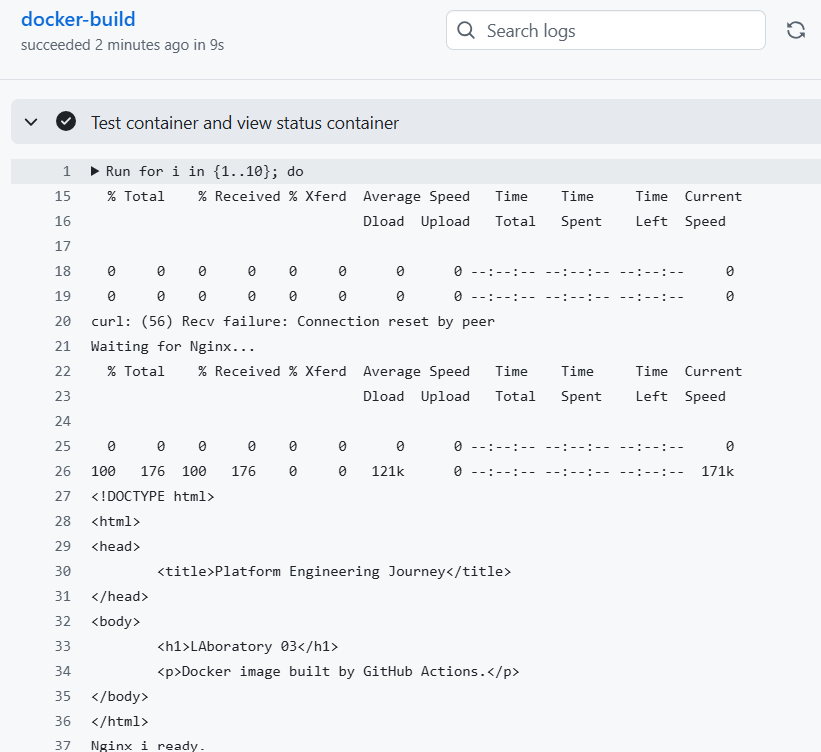 docker-build
succeeded 2 minutes ago in 9s
Search logs
Test container and view status container
1 Run for i in {1..10}; do
15 % Total % Received % Xferd Average Speed Time Time Time Current
16 Dload Upload Total Spent Left Speed
17
18 0 0 0 0 0 0 0 0 --:--:-- --:--:-- --:--:-- 0
19 0 0 0 0 0 0 0 0 --:--:-- --:--:-- --:--:-- 0
20 curl: (56) Recv failure: Connection reset by peer
21 Waiting for Nginx...
22 % Total % Received % Xferd Average Speed Time Time Time Current
23 Dload Upload Total Spent Left Speed
24
25 0 0 0 0 0 0 0 0 --:--:-- --:--:-- --:--:-- 0
26 100 176 100 176 0 0 121k 0 --:--:-- --:--:-- --:--:-- 171k
27 <!DOCTYPE html>
28 <html>
29 <head>
30 <title>Platform Engineering Journey</title>
31 </head>
32 <body>
33 <h1>LAboratory 03</h1>
34 <p>Docker image built by GitHub Actions.</p>
35 </body>
36 </html>
37 Nginx i ready.